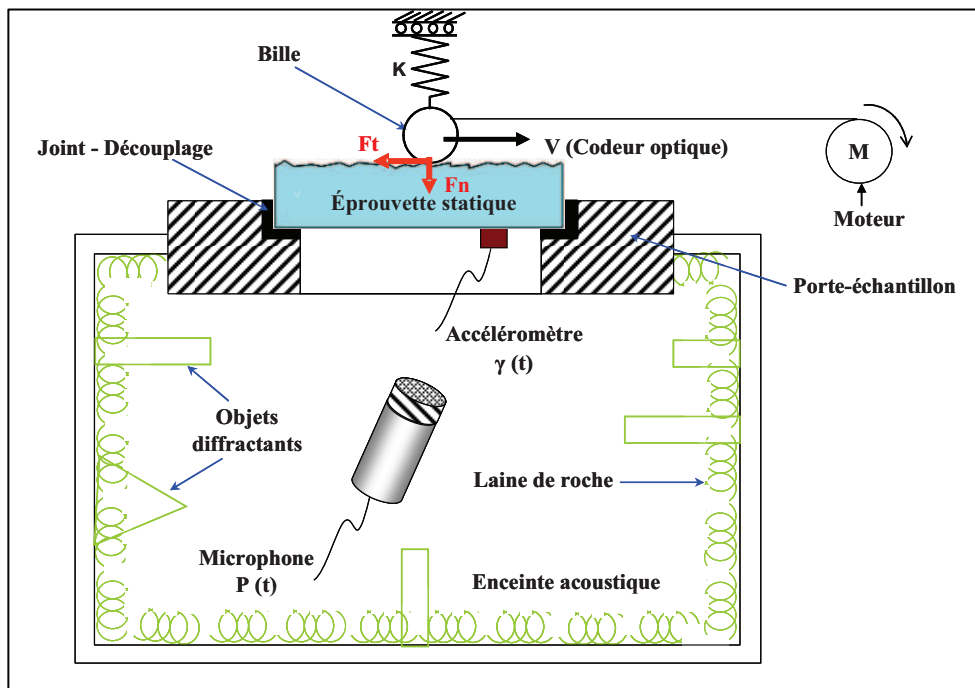 Bille
K
Joint - Découplage
Ft
V (Codeur optique)
M
Fn
Éprouvette statique
Moteur
Porte-échantillon
Accéléromètre
γ (t)
Objets
diffractants
Laine de roche
Microphone
P (t)
Enceinte acoustique